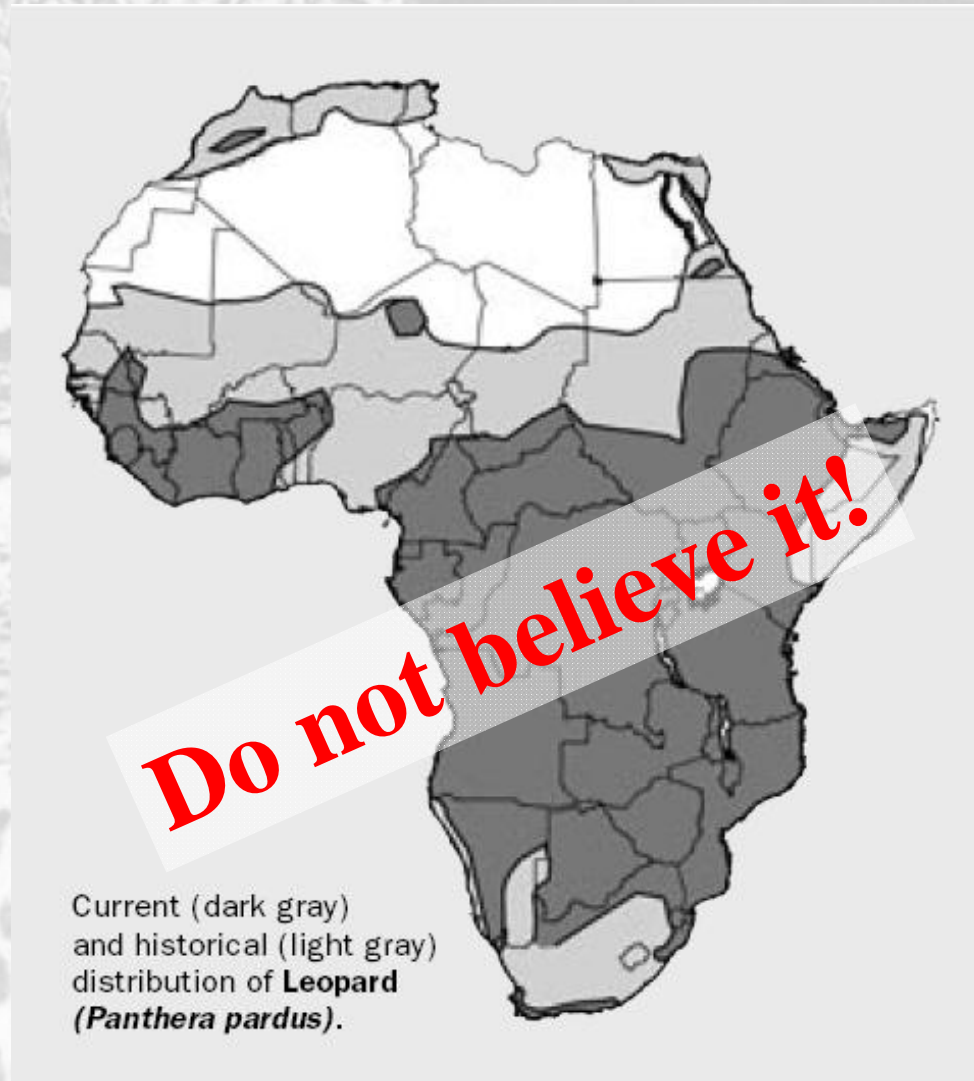 Do not believe it!
Current (dark gray)
and historical (light gray)
distribution of Leopard
(Panthera pardus).